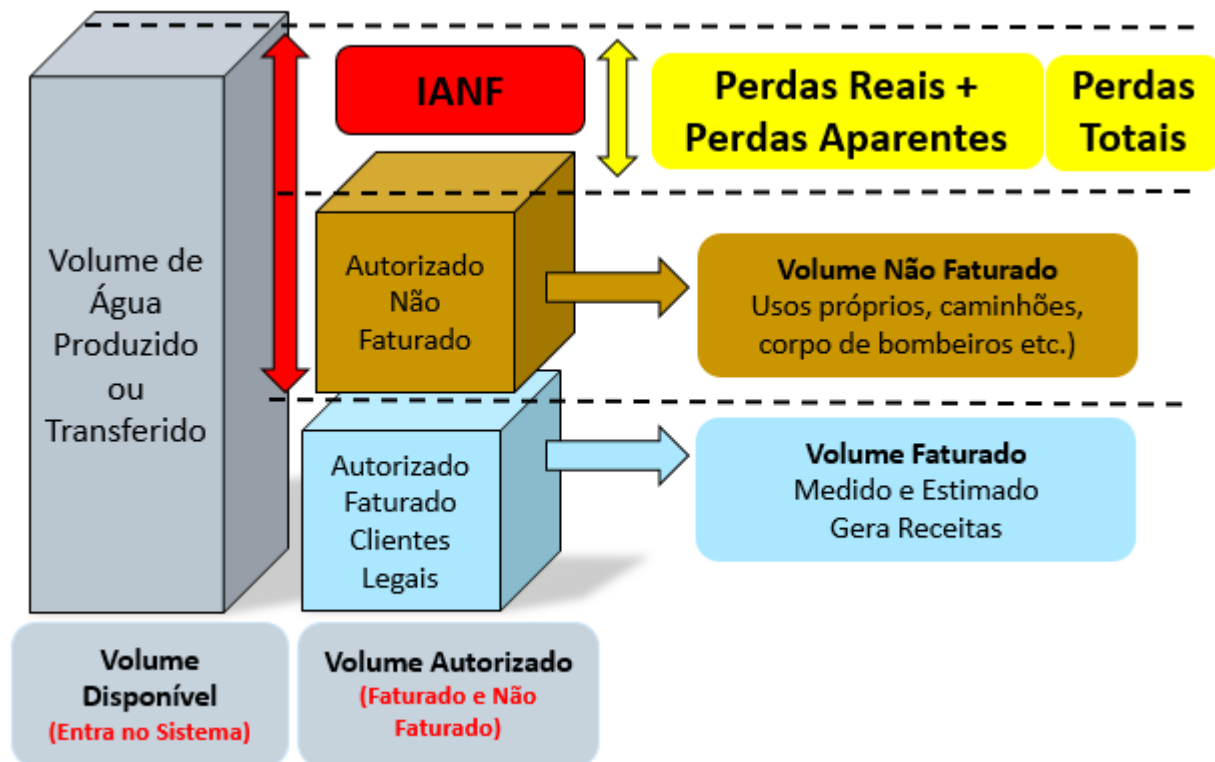 IANF
Perdas Reais +
Perdas Aparentes
Perdas
Totais
Volume de
Água
Produzido
ou
Transferido
Autorizado
Não
Faturado
Volume Não Faturado
Usos próprios, caminhões,
corpo de bombeiros etc.)
Autorizado
Faturado
Clientes
Legais
Volume Faturado
Medido e Estimado
Gera Receitas
Volume
Disponível
(Entra no Sistema)
Volume Autorizado
(Faturado e Não
Faturado)